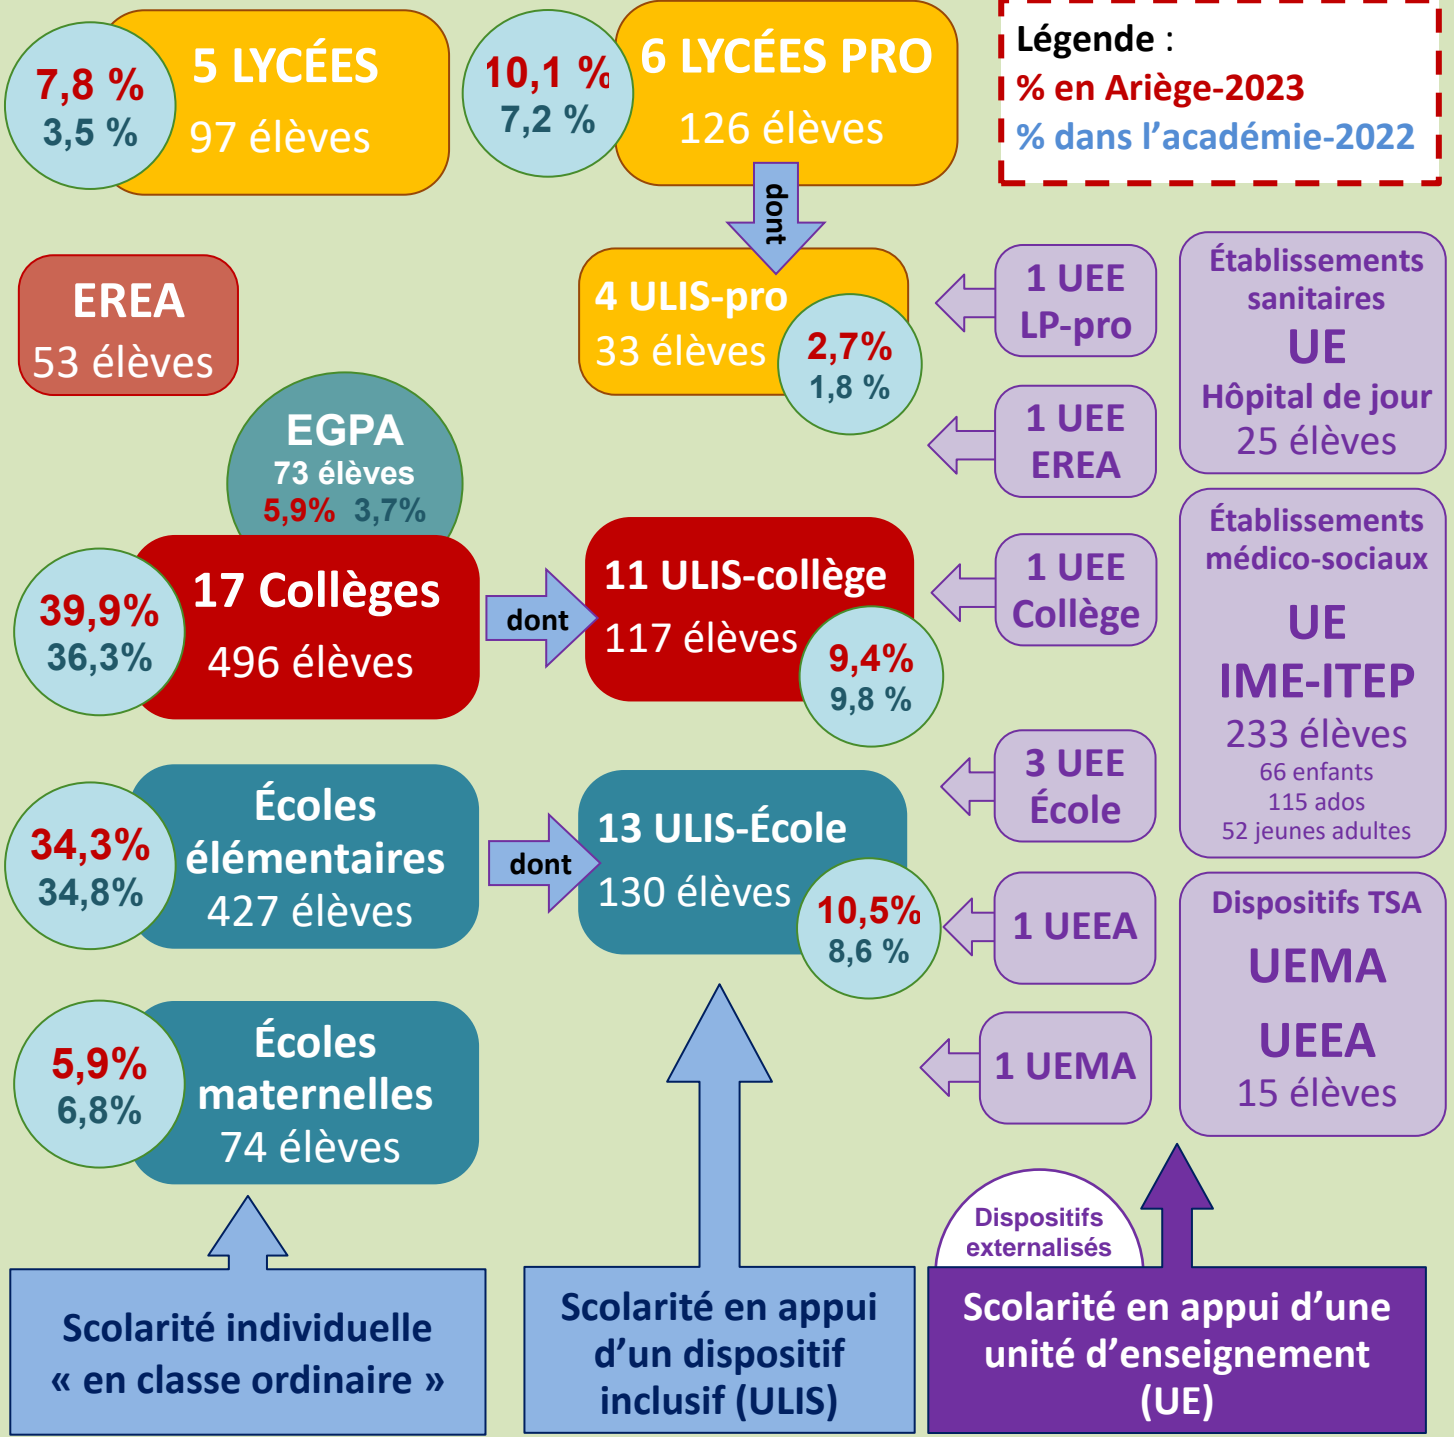 7,8 %
3,5 %
5 LYCÉES
97 élèves
10,1 %
7,2 %
6 LYCÉES PRO
126 élèves
Légende :
% en Ariège-2023
% dans l’académie-2022
dont
EREA
53 élèves
4 ULIS-pro
33 élèves
2,7%
1,8 %
1 UEE
LP-pro
Établissements
sanitaires
UE
Hôpital de jour
25 élèves
EGPA
73 élèves
5,9% 3,7%
1 UEE
EREA
39,9%
36,3%
17 Collèges
496 élèves
dont
11 ULIS-collège
117 élèves
9,4%
9,8 %
1 UEE
Collège
Établissements
médico-sociaux
UE
IME-ITEP
233 élèves
66 enfants
115 ados
52 jeunes adultes
34,3%
34,8%
Écoles
élémentaires
427 élèves
dont
13 ULIS-École
130 élèves
10,5%
8,6 %
3 UEE
École
1 UEEA
Dispositifs TSA
UEMA
UEEA
15 élèves
5,9%
6,8%
Écoles
maternelles
74 élèves
1 UEMA
Dispositifs
externalisés
Scolarité individuelle
« en classe ordinaire »
Scolarité en appui
d’un dispositif
inclusif (ULIS)
Scolarité en appui d’une
unité d’enseignement
(UE)